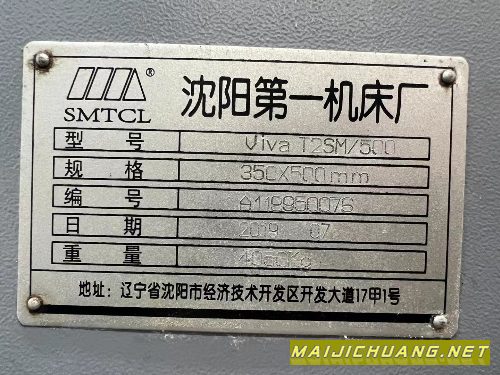 SMTCL®
沈阳第一机床厂
型 号 Viva T2SM/500
规 格 350X500mm
编 号
日 期 2019 07
重 量
地址：辽宁省沈阳市经济技术开发区开发大道17甲1号
MAIJICHUANG.NET